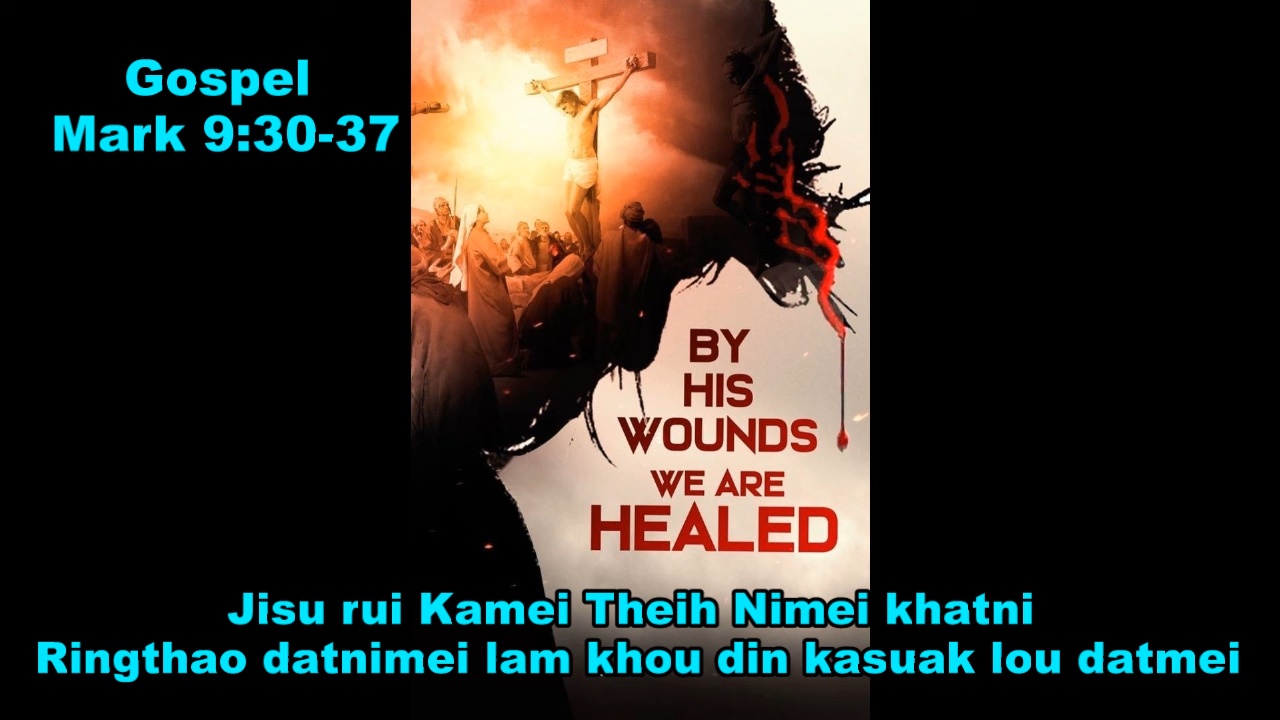 Gospel
Mark 9:30-37
BY
HIS
WOUNDS
WE ARE
HEALED
Jisu rui Kamei Theih Nimei khatni
Ringthao datnimei lam khou din kasuak lou datmei